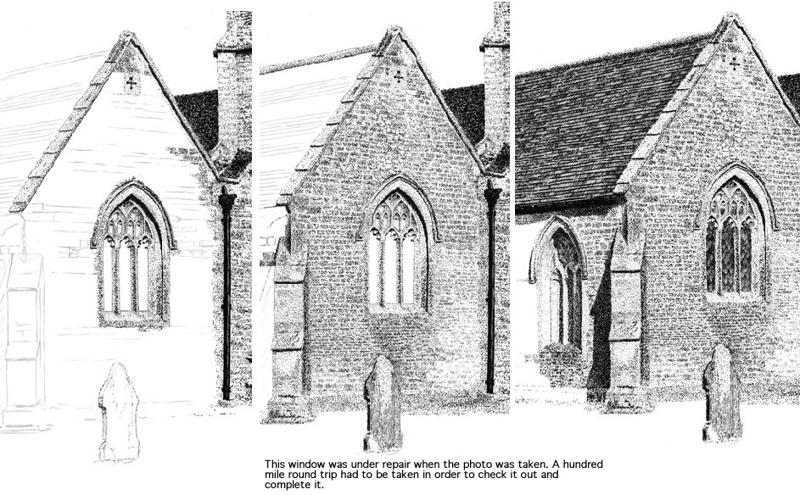 This window was under repair when the photo was taken. A hundred
mile round trip had to be taken in order to check it out and
complete it.